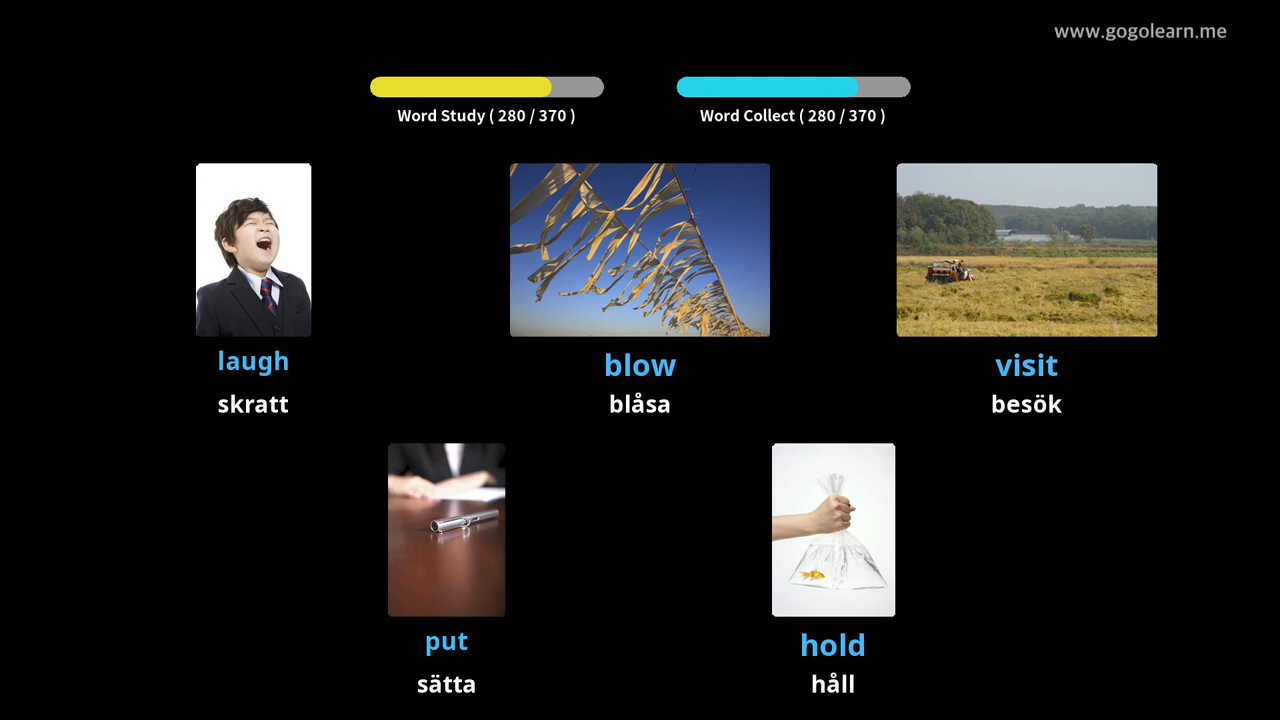 www.gogolearn.me
Word Study ( 280 / 370 )
Word Collect ( 280 / 370 )
laugh
skratt
blow
blåsa
visit
besök
put
sätta
hold
håll